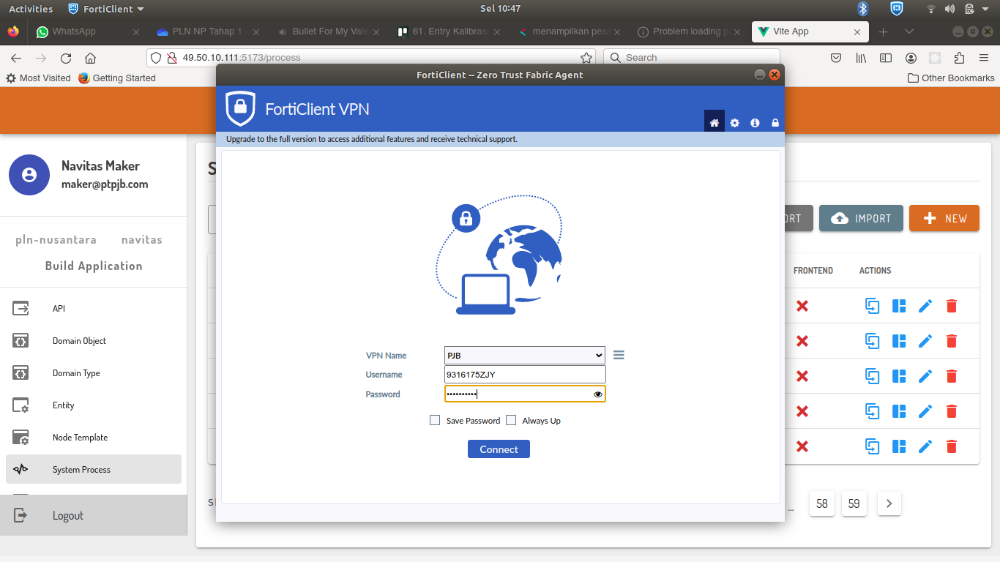 Activities
FortiClient
Sel 10:47
WhatsApp
PLN NP Tahap 1 -
Bullet For My Vale
61. Entry Kalibrasi
menampilkan pesa
Problem loading p
Vite App
49.50.10.111:5173/process
Search
Most Visited
Getting Started
Other Bookmarks
FortiClient -- Zero Trust Fabric Agent
FortiClient VPN
Upgrade to the full version to access additional features and receive technical support.
Navitas Maker
maker@ptpjb.com
pln-nusantara navitas
Build Application
API
Domain Object
Domain Type
Entity
Node Template
System Process
Logout
S
ORT
IMPORT
NEW
FRONTEND
ACTIONS
VPN Name
PJB
Username
9316175ZJY
Password
••••••••••
Save Password
Always Up
Connect
...
58
59